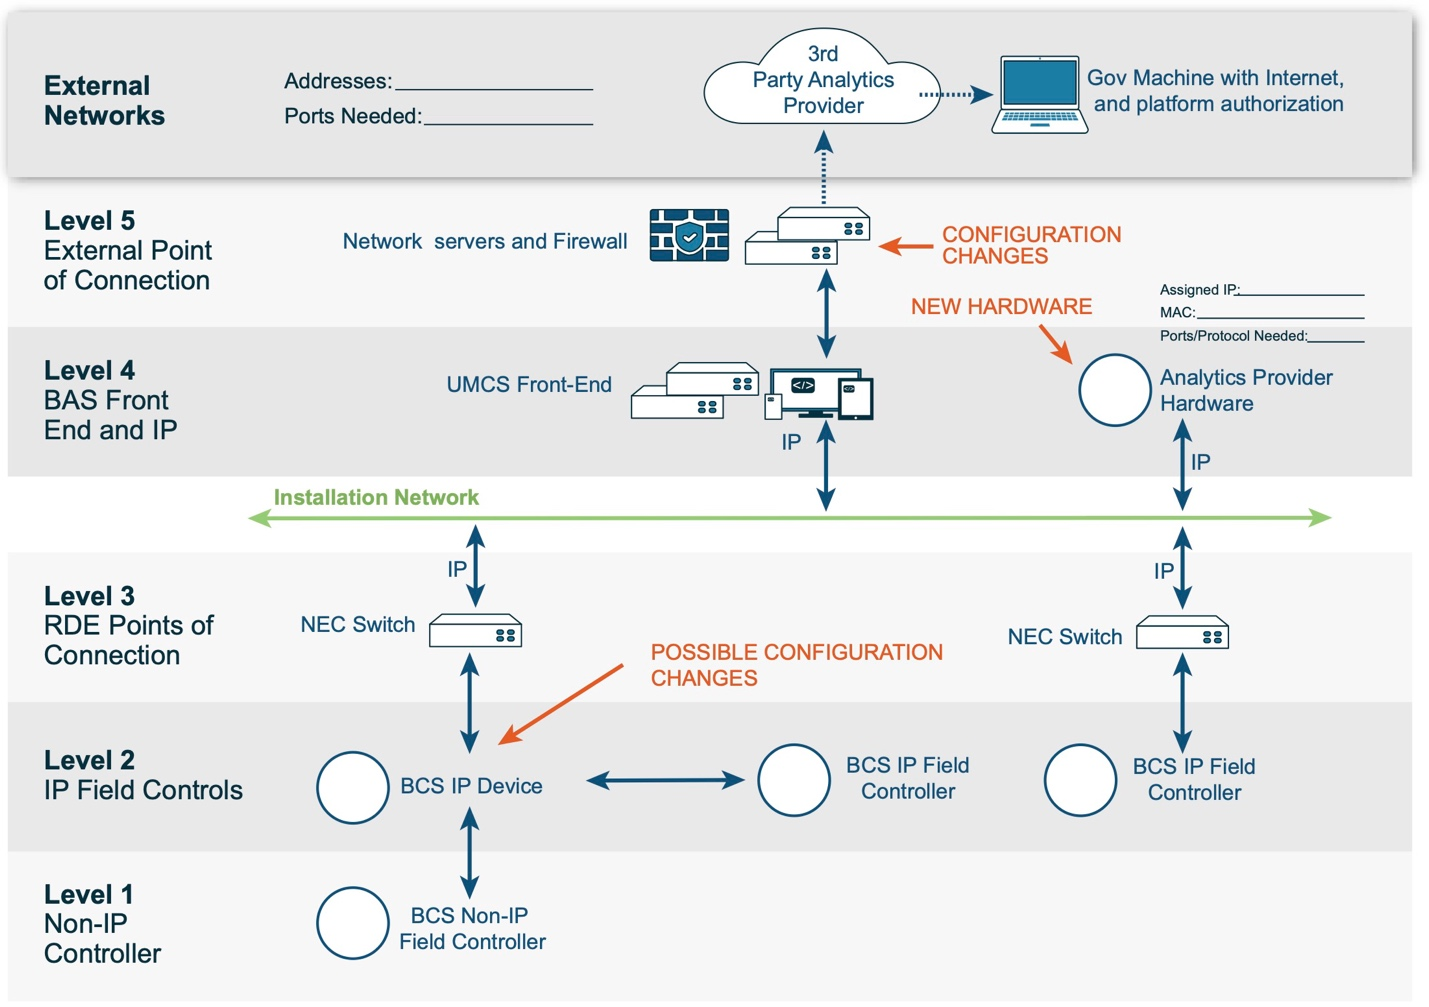 External
Networks
Addresses:
Ports Needed:
3rd
Party Analytics
Provider
Gov Machine with Internet,
and platform authorization
Level 5
External Point
of Connection
Network servers and Firewall
CONFIGURATION
CHANGES
NEW HARDWARE
Assigned IP:
MAC:
Ports/Protocol Needed:
Level 4
BAS Front
End and IP
UMCS Front-End
</>
</>
IP
Analytics Provider
Hardware
IP
Installation Network
IP
IP
Level 3
RDE Points of
Connection
NEC Switch
NEC Switch
POSSIBLE CONFIGURATION
CHANGES
Level 2
IP Field Controls
BCS IP Device
BCS IP Field
Controller
BCS IP Field
Controller
Level 1
Non-IP
Controller
BCS Non-IP
Field Controller